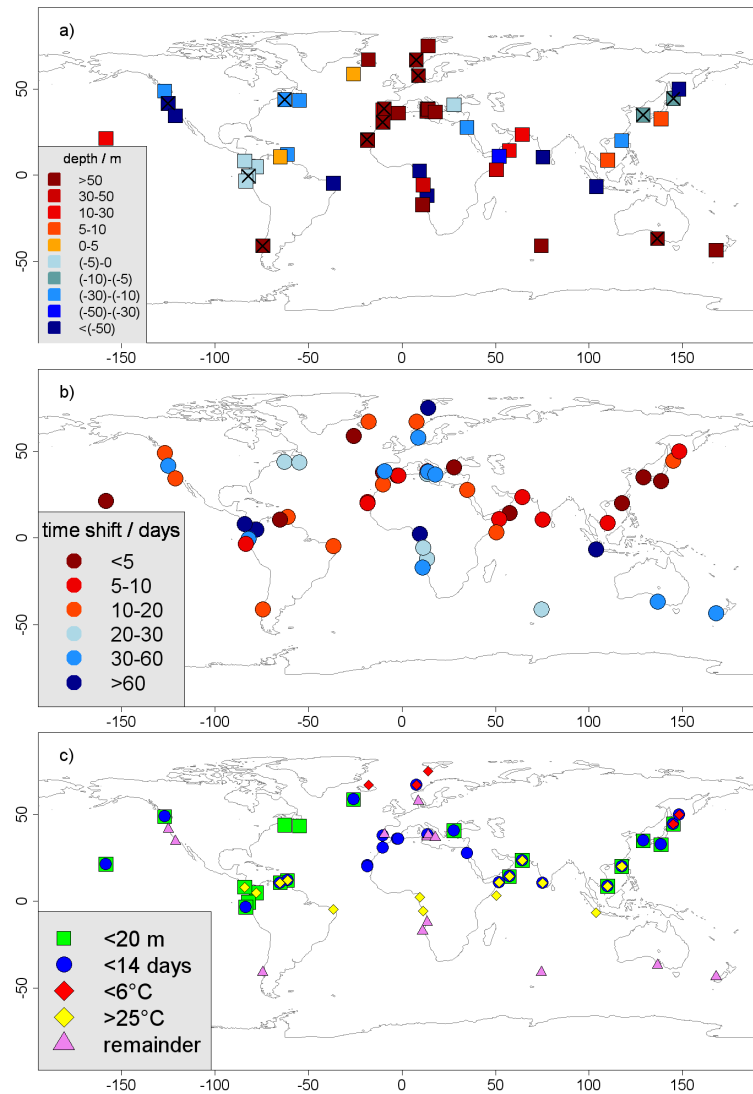 a)
50
0
-50
depth / m
>50
30-50
10-30
5-10
0-5
(-5)-0
(-10)-(-5)
(-30)-(-10)
(-50)-(-30)
<(-50)
-150 -100 -50 0 50 100 150
b)
50
0
-50
time shift / days
<5
5-10
10-20
20-30
30-60
>60
-150 -100 -50 0 50 100 150
c)
50
0
-50
<20 m
<14 days
<6°C
>25°C
remainder
-150 -100 -50 0 50 100 150